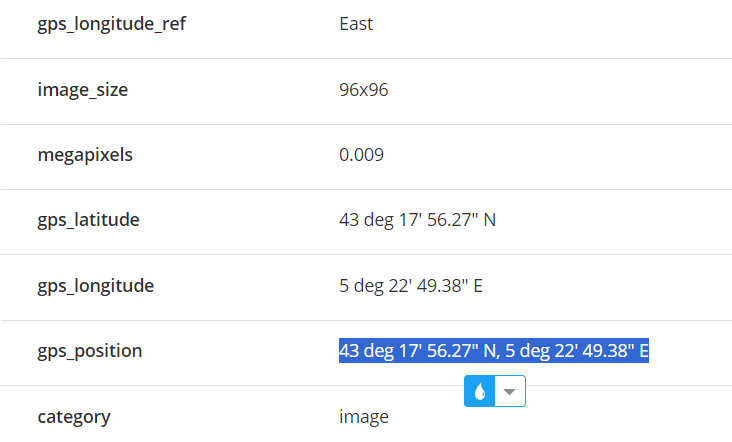 gps_longitude_ref East
image_size 96x96
megapixels 0.009
gps_latitude 43 deg 17' 56.27" N
gps_longitude 5 deg 22' 49.38" E
gps_position 43 deg 17' 56.27" N, 5 deg 22' 49.38" E
category image